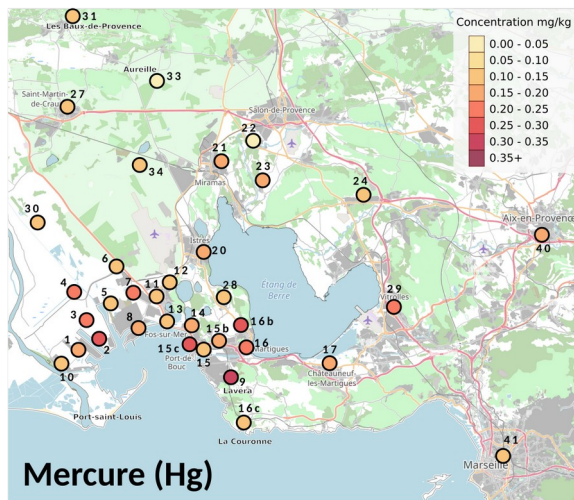 31
Les Baux-de-Provence
Concentration mg/kg
0.00 - 0.05
0.05 - 0.10
0.10 - 0.15
0.15 - 0.20
0.20 - 0.25
0.25 - 0.30
0.30 - 0.35
0.35+
Aureille
33
Saint-Martin-
de-Crau
27
Salon-de-Provence
22
21
23
34
Miramas
24
30
Aix-en-Provence
40
Istres
20
6
12
4
7
11
28
Étang de
Berre
29
Vitrolles
5
3
8
13
14
16b
Fos-sur-Mer
15b
1
2
15c
15
16
Martigues
Port-de-
Bouc
17
10
Châteauneuf-
les-Martigues
9
Lavéra
Port-saint-Louis
16c
La Couronne
41
Marseille
Mercure (Hg)